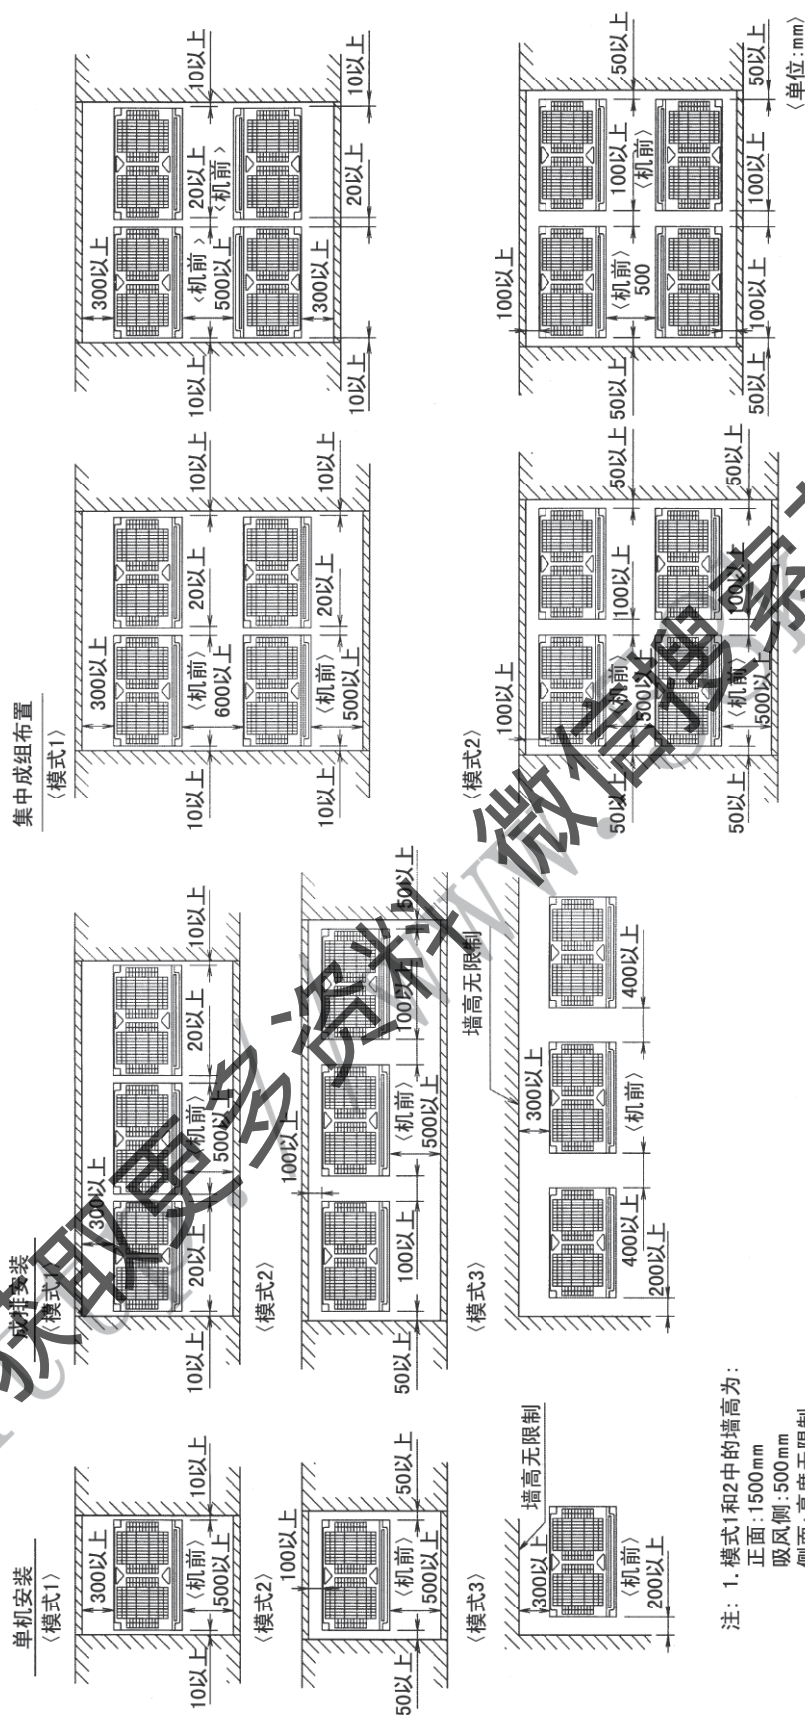 单机安装
〈模式1〉
300以上
〈机前〉
500以上
10以上
10以上
〈模式2〉
100以上
〈机前〉
500以上
50以上
50以上
〈模式3〉
墙高无限制
300以上
〈机前〉
200以上
注: 1. 模式1和2中的墙高为:
正面:1500mm
吸风侧:500mm
侧面:高度无限制
成排安装
〈模式1〉
300以上
〈机前〉
500以上
20以上
20以上
10以上
10以上
〈模式2〉
100以上
〈机前〉
500以上
100以上
100以上
50以上
50以上
〈模式3〉
墙高无限制
300以上
〈机前〉
400以上
400以上
200以上
集中成组布置
〈模式1〉
300以上
〈机前〉
600以上
20以上
〈机前〉
500以上
20以上
10以上
10以上
10以上
10以上
300以上
〈机前〉
500以上
20以上
〈机前〉
300以上
20以上
10以上
10以上
10以上
10以上
〈模式2〉
100以上
〈机前〉
500以上
100以上
〈机前〉
500以上
100以上
50以上
50以上
50以上
50以上
100以上
〈机前〉
500
100以上
〈机前〉
100以上
100以上
50以上
50以上
50以上
50以上
〈单位:mm〉
获取更多资料 微信搜索